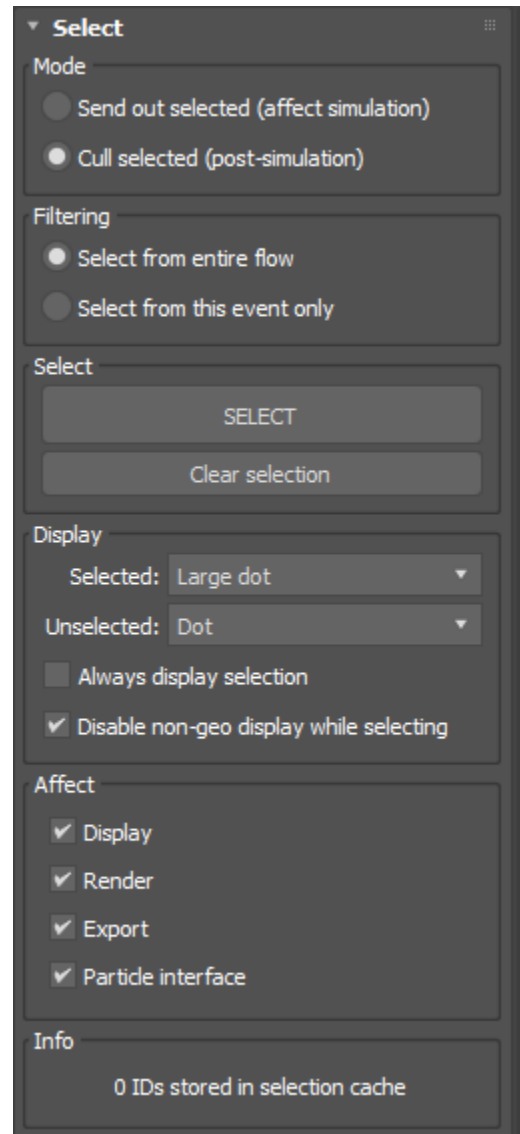 Select
Mode
Send out selected (affect simulation)
Cull selected (post-simulation)
Filtering
Select from entire flow
Select from this event only
Select
SELECT
Clear selection
Display
Selected: Large dot
Unselected: Dot
Always display selection
Disable non-geo display while selecting
Affect
Display
Render
Export
Particle interface
Info
0 IDs stored in selection cache